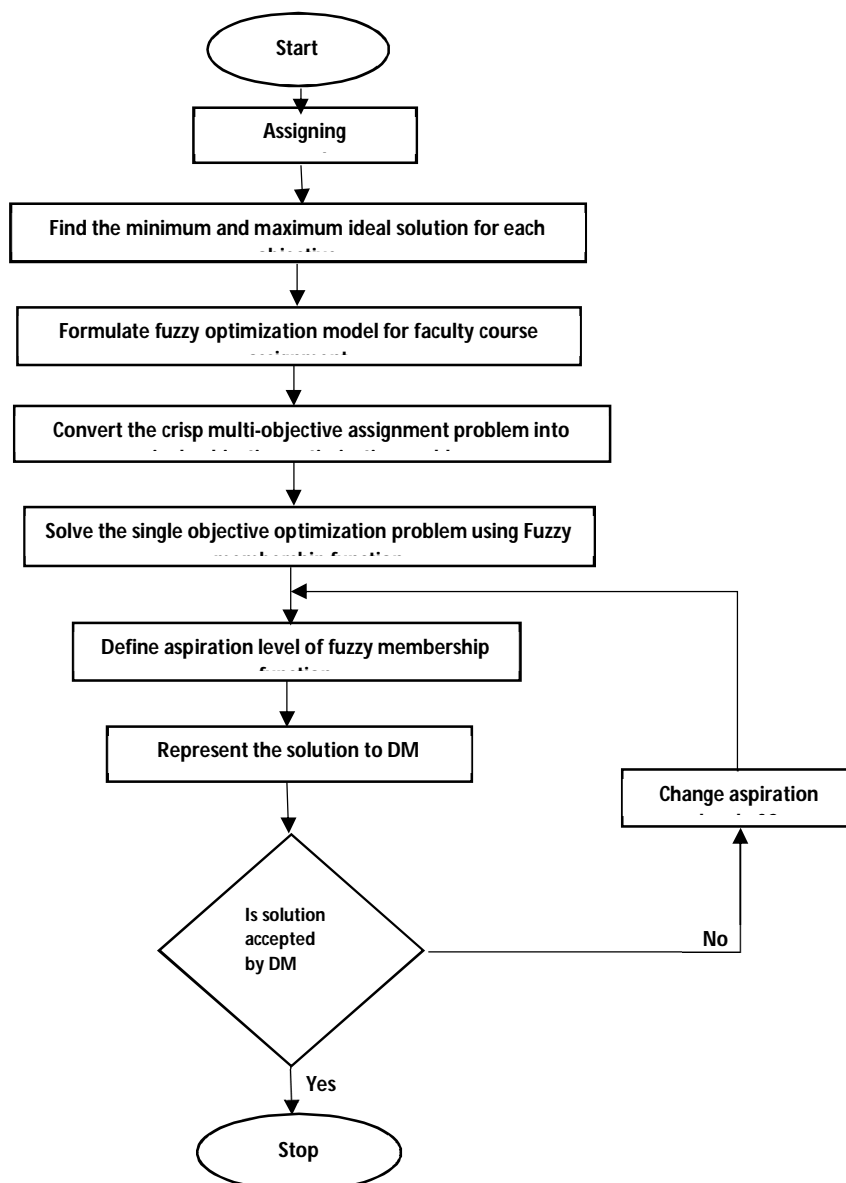 Start
Assigning
Find the minimum and maximum ideal solution for each
Formulate fuzzy optimization model for faculty course
Convert the crisp multi-objective assignment problem into
Solve the single objective optimization problem using Fuzzy
Define aspiration level of fuzzy membership
Represent the solution to DM
Change aspiration
Is solution
accepted
by DM
No
Yes
Stop